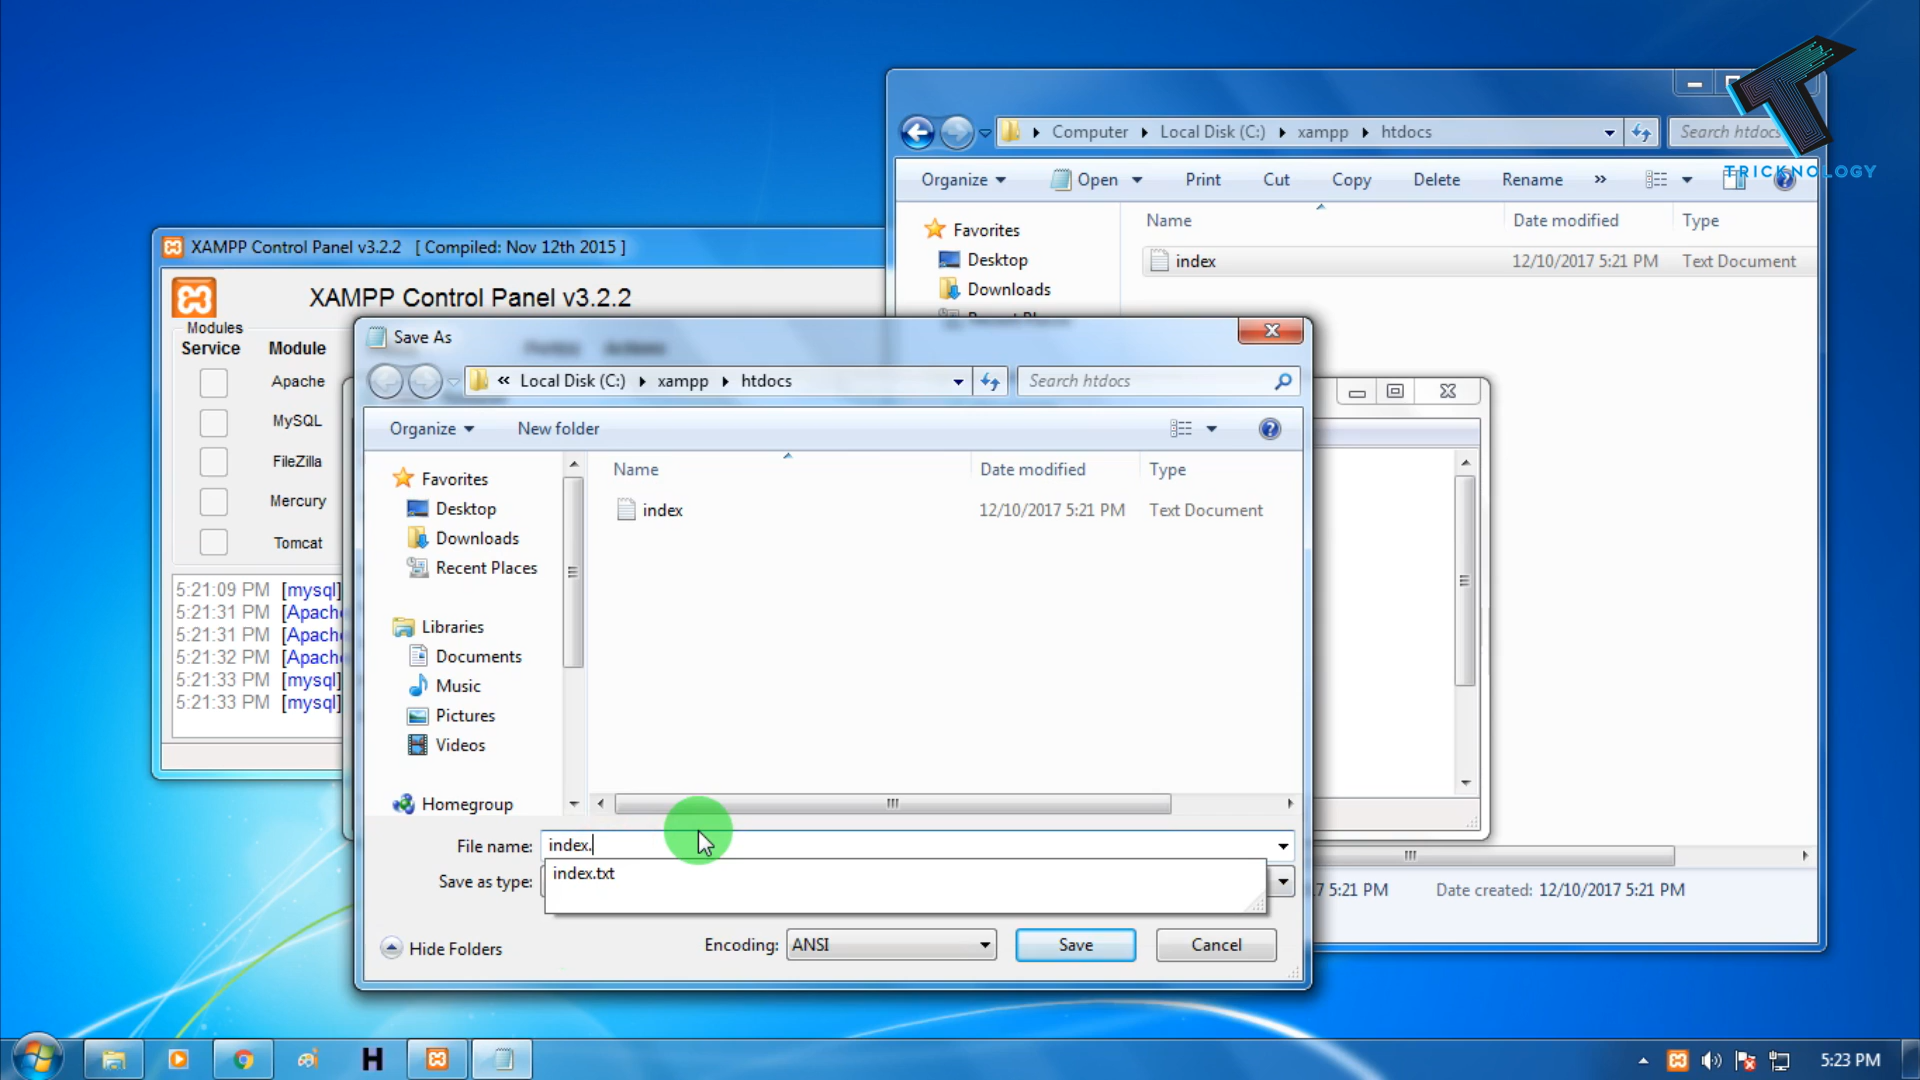 TRICKNOLOGY
Computer Local Disk (C:) xampp htdocs
Search htdocs
Organize Open Print Cut Copy Delete Rename »
Name Date modified Type
Favorites
Desktop
Downloads
index 12/10/2017 5:21 PM Text Document
XAMPP Control Panel v3.2.2 [ Compiled: Nov 12th 2015 ]
XAMPP Control Panel v3.2.2
Modules
Service Module
Apache
MySQL
FileZilla
Mercury
Tomcat
5:21:09 PM [mysql]
5:21:31 PM [Apache
5:21:31 PM [Apache
5:21:32 PM [Apache
5:21:33 PM [mysql]
5:21:33 PM [mysql]
Save As
« Local Disk (C:) xampp htdocs
Search htdocs
Organize New folder
Name Date modified Type
index 12/10/2017 5:21 PM Text Document
Favorites
Desktop
Downloads
Recent Places
Libraries
Documents
Music
Pictures
Videos
Homegroup
File name: index.
index.txt
Save as type:
Hide Folders
Encoding: ANSI Save Cancel
7 5:21 PM Date created: 12/10/2017 5:21 PM
H
5:23 PM